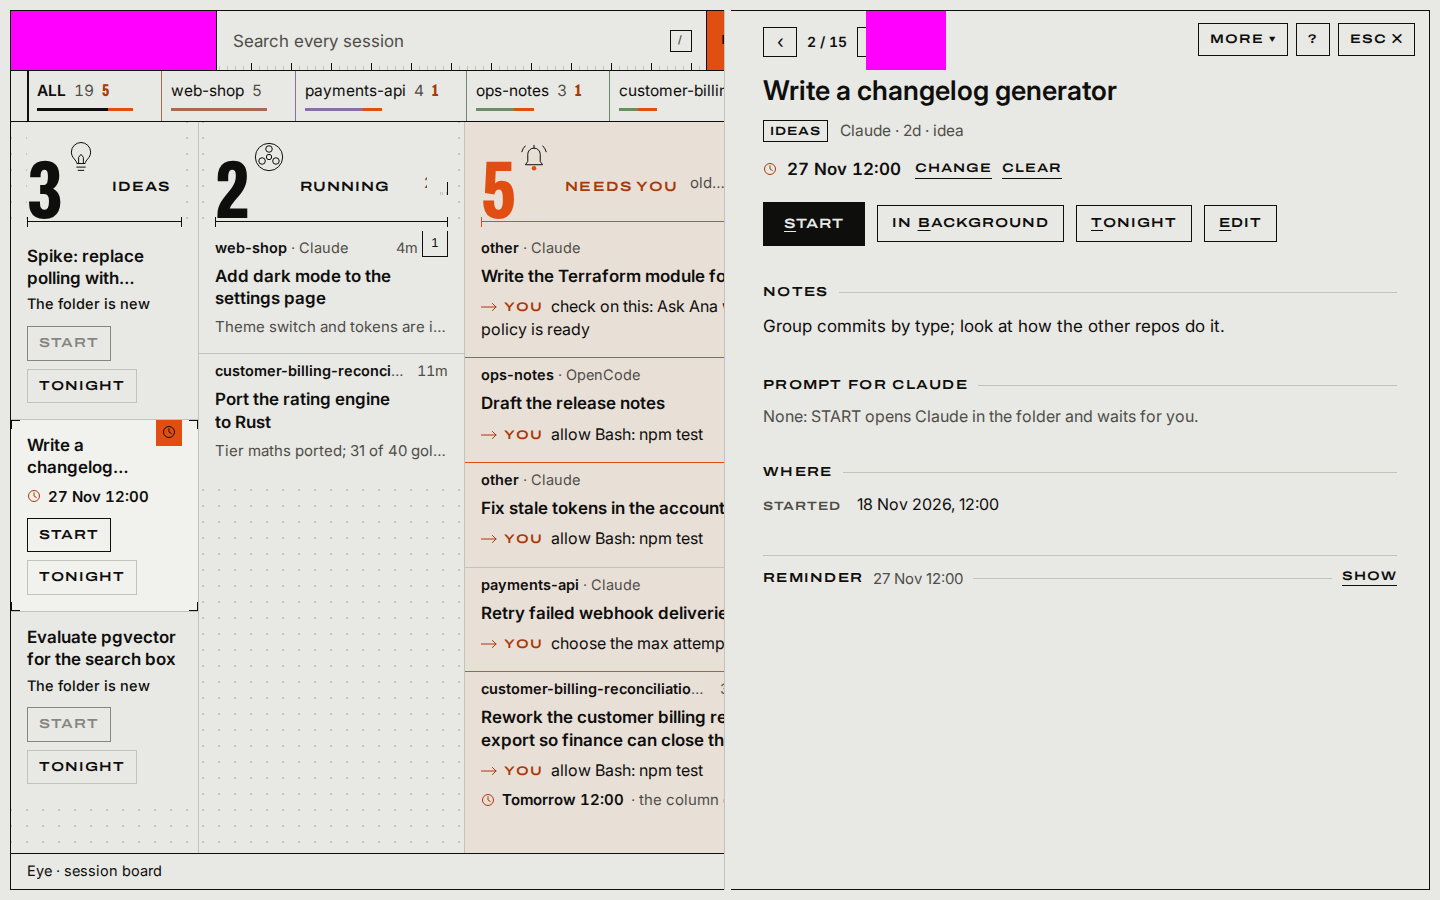 Search every session /
ALL 19 5
web-shop 5
payments-api 4 1
ops-notes 3 1
3 IDEAS
Spike: replace
polling with...
The folder is new
START
TONIGHT
Write a
changelog...
27 Nov 12:00
START
TONIGHT
Evaluate pgvector
for the search box
The folder is new
START
TONIGHT
2 RUNNING
web-shop · Claude 4m 1
Add dark mode to the
settings page
Theme switch and tokens are i...
customer-billing-reconci... 11m
Port the rating engine
to Rust
Tier maths ported; 31 of 40 gol...
5 NEEDS YOU old...
other · Claude
Write the Terraform module fo
→ YOU check on this: Ask Ana
policy is ready
ops-notes · OpenCode
Draft the release notes
→ YOU allow Bash: npm test
other · Claude
Fix stale tokens in the account
→ YOU allow Bash: npm test
payments-api · Claude
Retry failed webhook deliverie
→ YOU choose the max attemp
customer-billing-reconciliatio...
Rework the customer billing re
export so finance can close th
→ YOU allow Bash: npm test
Tomorrow 12:00 · the column
Eye · session board
‹ 2 / 15
MORE ▾ ? ESC ✕
Write a changelog generator
IDEAS Claude · 2d · idea
27 Nov 12:00 CHANGE CLEAR
START IN BACKGROUND TONIGHT EDIT
NOTES
Group commits by type; look at how the other repos do it.
PROMPT FOR CLAUDE
None: START opens Claude in the folder and waits for you.
WHERE
STARTED 18 Nov 2026, 12:00
REMINDER 27 Nov 12:00 SHOW